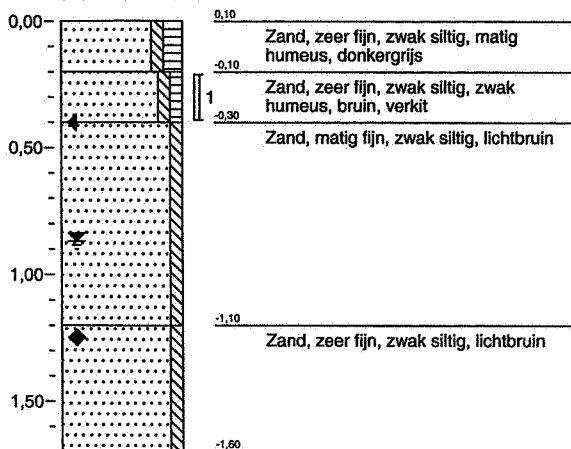 0,00
0,10
Zand, zeer fijn, zwak siltig, matig
humeus, donkergrijs
-0,10
Zand, zeer fijn, zwak siltig, zwak
humeus, bruin, verkit
1
-0,30
Zand, matig fijn, zwak siltig, lichtbruin
0,50
1,00
-1,10
Zand, zeer fijn, zwak siltig, lichtbruin
1,50
-1,60